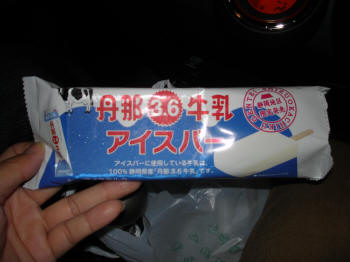 丹那3.6牛乳
アイスバー
アイスバーに使用している牛乳は、
100%静岡県産「丹那3.6牛乳」です。